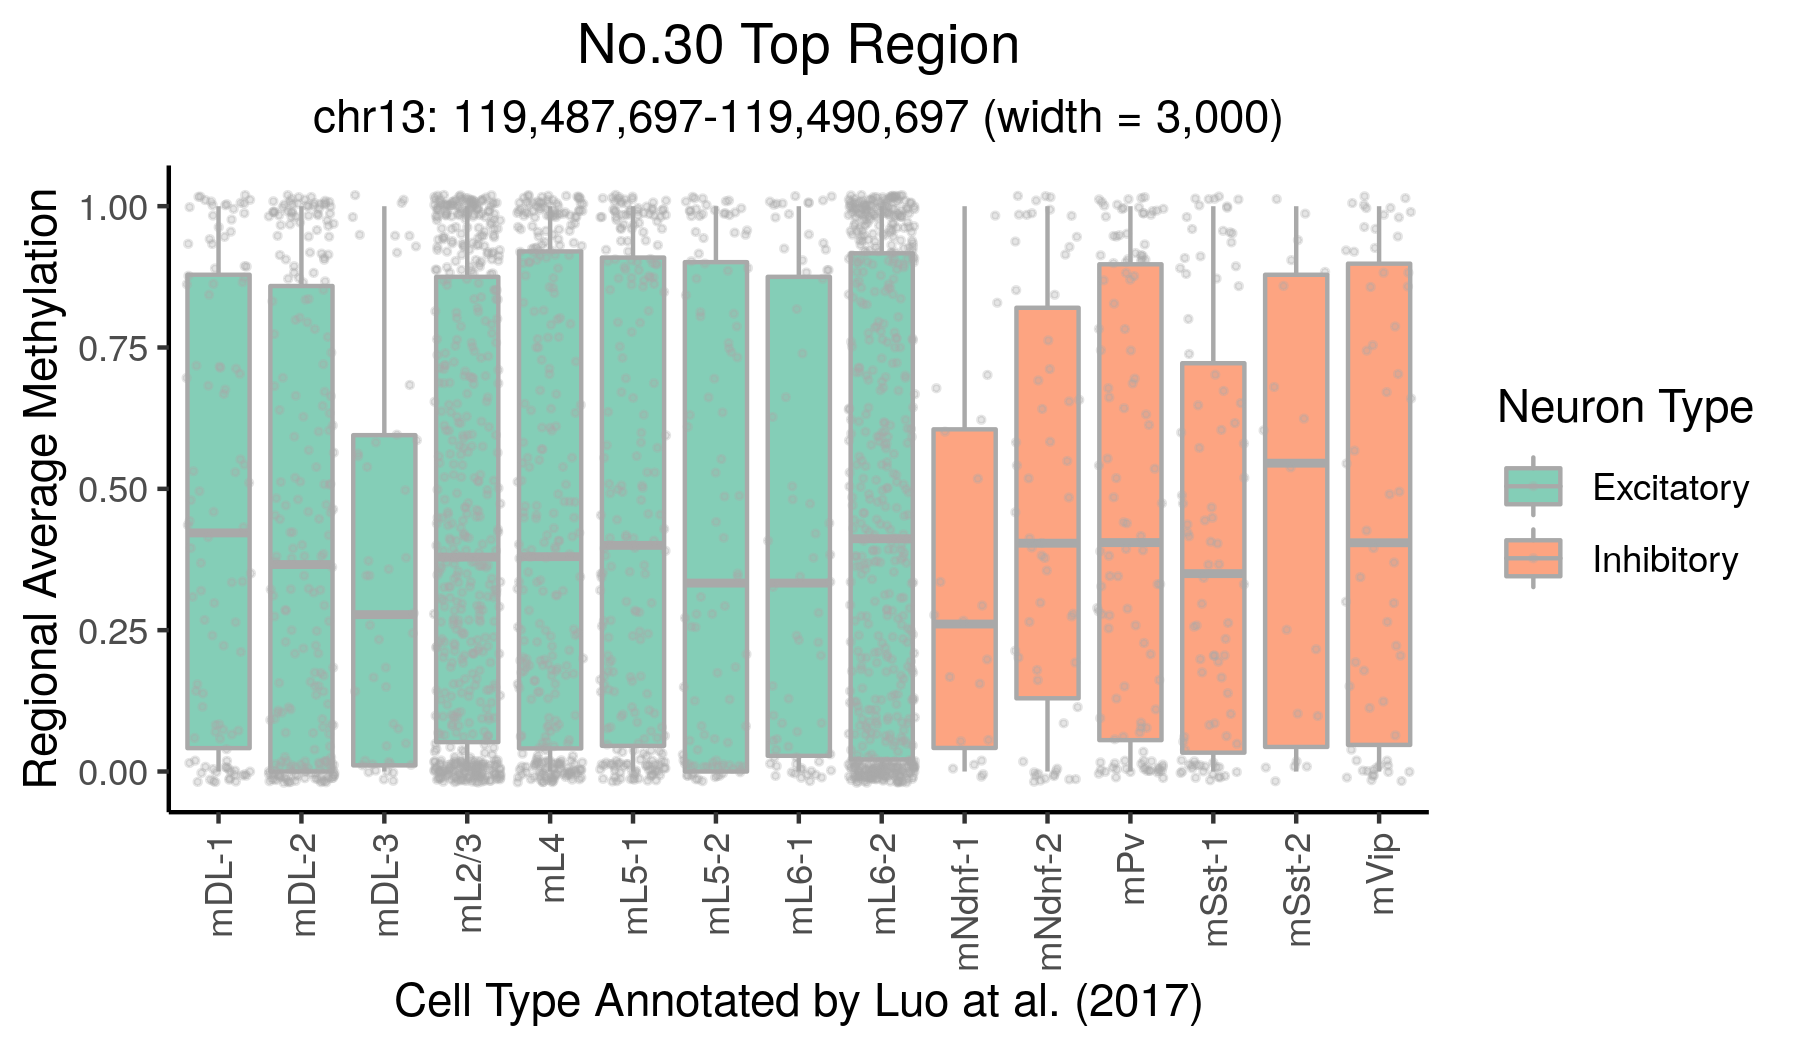 No.30 Top Region
chr13: 119,487,697-119,490,697 (width = 3,000)
Regional Average Methylation
1.00
0.75
0.50
0.25
0.00
mDL-1
mDL-2
mDL-3
mL2/3
mL4
mL5-1
mL5-2
mL6-1
mL6-2
mNdnf-1
mNdnf-2
mPv
mSst-1
mSst-2
mVip
Cell Type Annotated by Luo at al. (2017)
Neuron Type
Excitatory
Inhibitory